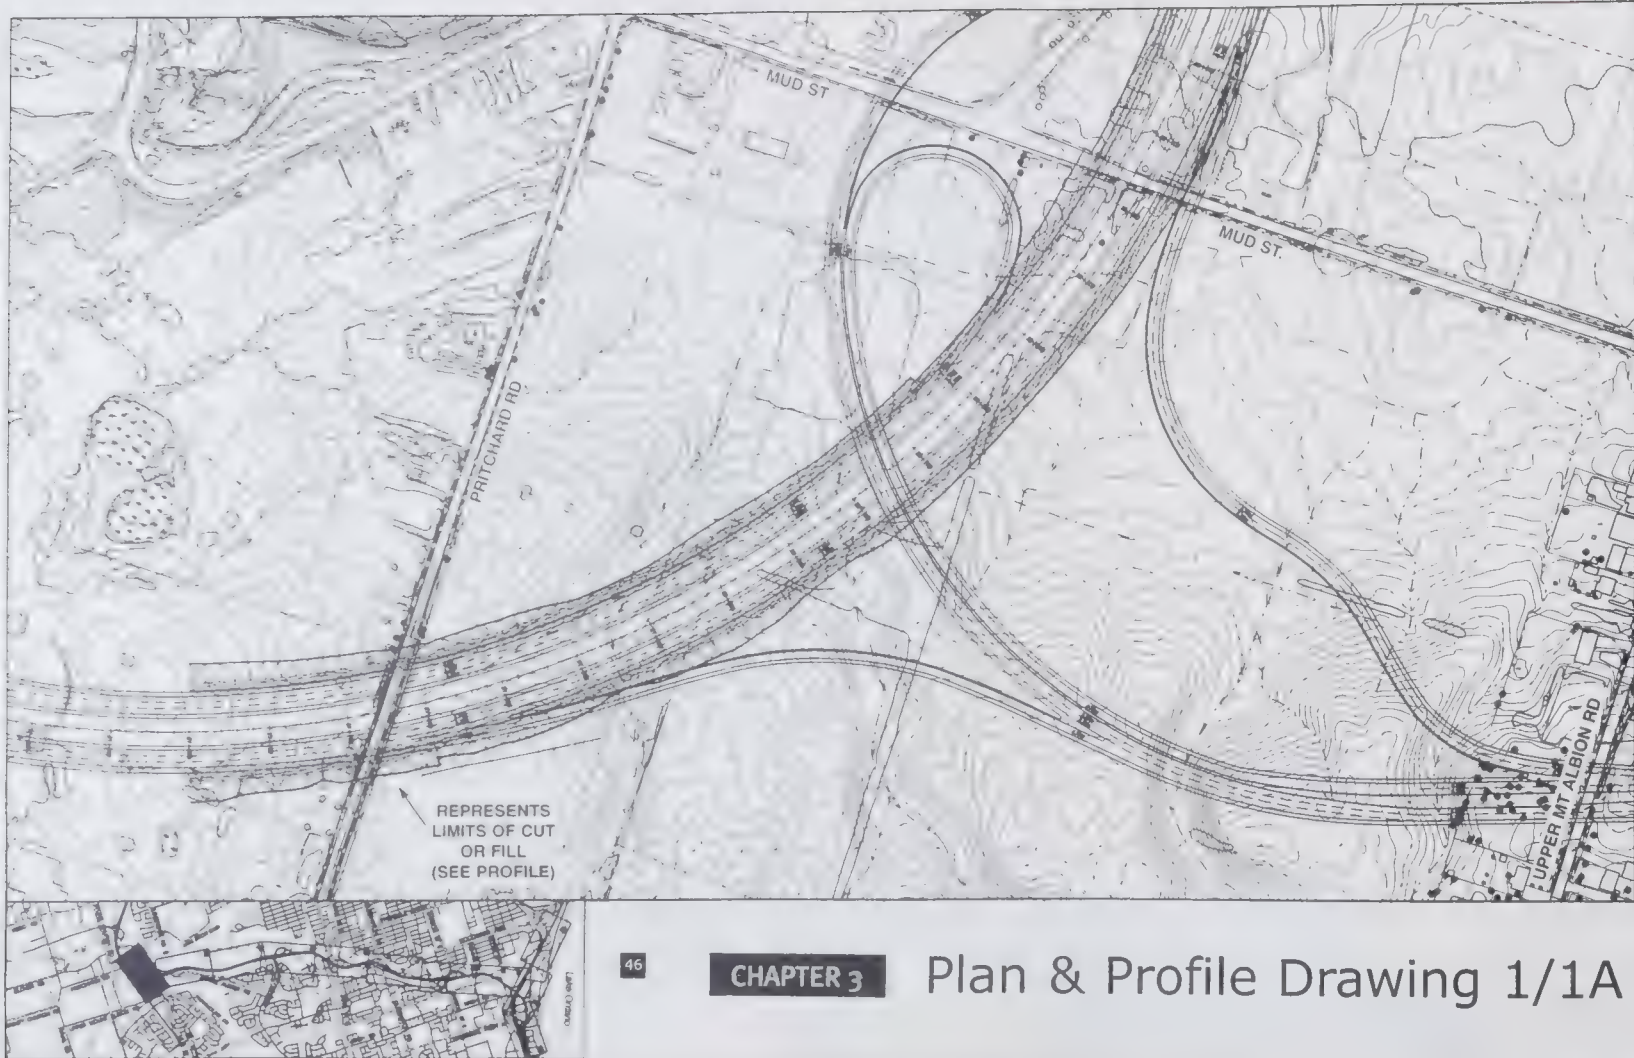 MUD ST
MUD ST.
PRITCHARD RD
REPRESENTS
LIMITS OF CUT
OR FILL
(SEE PROFILE)
UPPER MT ALBION RD
46
CHAPTER 3
Plan & Profile Drawing 1/1A